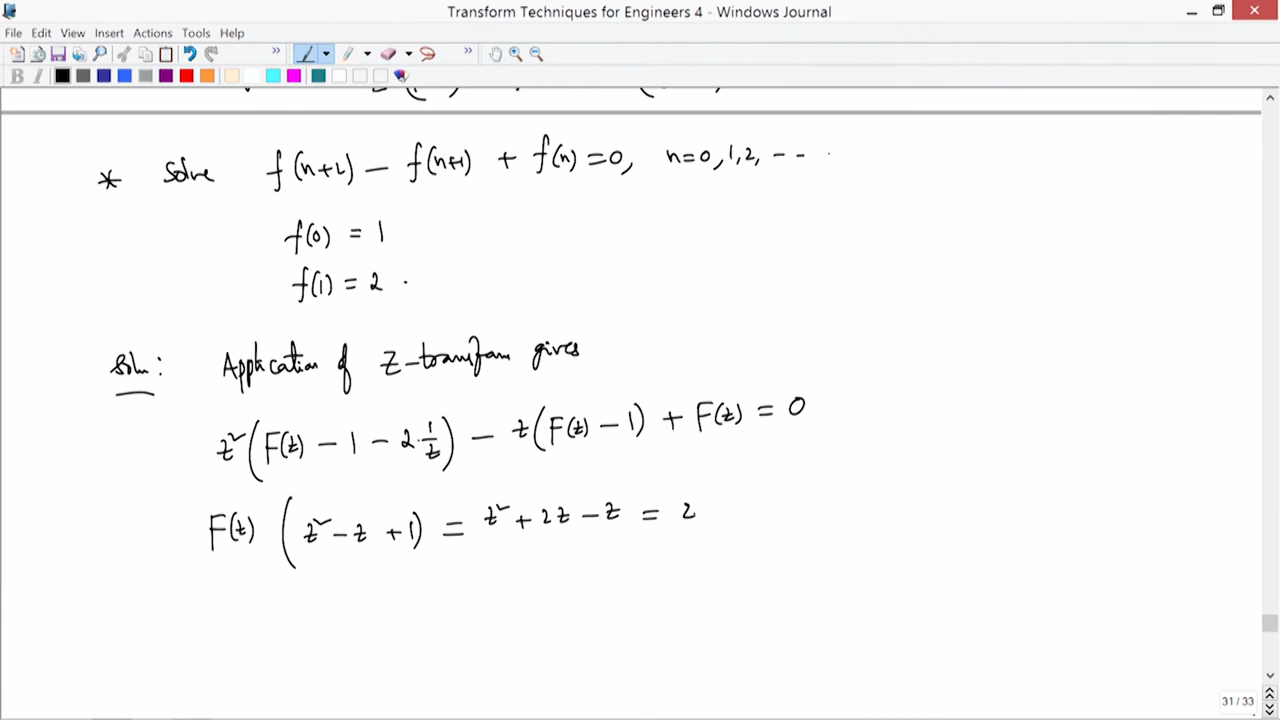 Transform Techniques for Engineers 4 - Windows Journal
File Edit View Insert Actions Tools Help
* Solve f(n+2) − f(n+1) + f(n) = 0, n=0,1,2, - - ·
f(0) = 1
f(1) = 2 .
Soln: Application of Z-transform gives
z²(F(z) − 1 − 2·1/z) − z(F(z) − 1) + F(z) = 0
F(z) (z² − z + 1) = z² + 2z − z = z
31 / 33